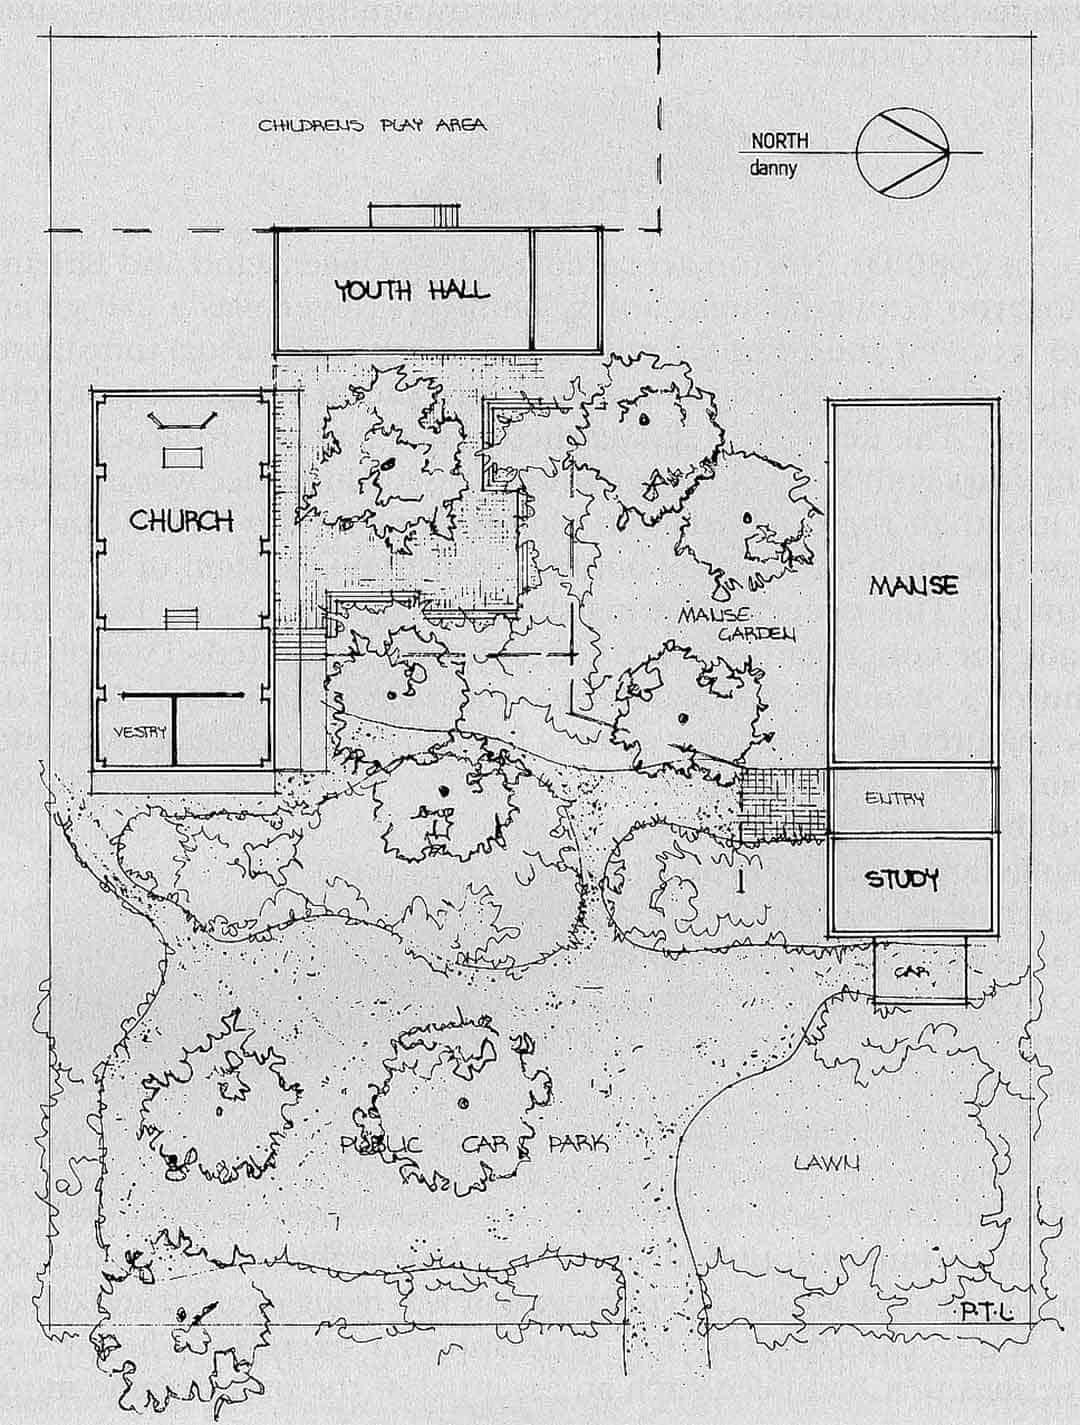 CHILDRENS PLAY AREA
NORTH
danny
YOUTH HALL
CHURCH
MANSE
MANSE
GARDEN
VESTRY
ENTRY
STUDY
CAR
PUBLIC CAR PARK
LAWN
P.T.L.